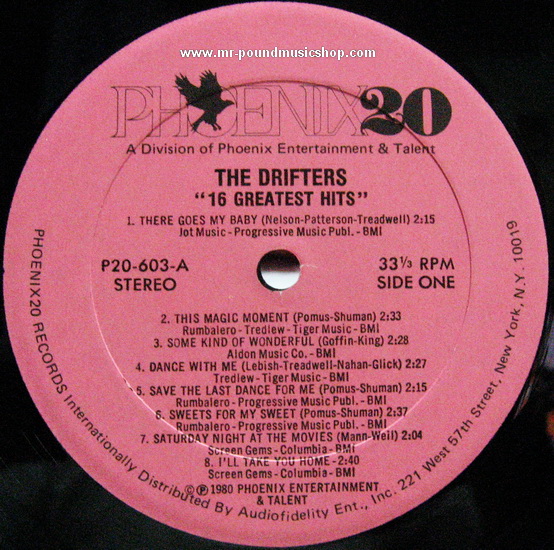 www.mr-poundmusicshop.com
PHOENIX20
A Division of Phoenix Entertainment & Talent
THE DRIFTERS
"16 GREATEST HITS"
1. THERE GOES MY BABY (Nelson-Patterson-Treadwell) 2:15
Jot Music - Progressive Music Publ. - BMI
P20-603-A
STEREO
33⅓ RPM
SIDE ONE
2. THIS MAGIC MOMENT (Pomus-Shuman) 2:33
Rumbalero - Tredlew - Tiger Music - BMI
3. SOME KIND OF WONDERFUL (Goffin-King) 2:28
Aldon Music Co. - BMI
4. DANCE WITH ME (Lebish-Treadwell-Nahan-Glick) 2:27
Tredlew - Tiger Music - BMI
5. SAVE THE LAST DANCE FOR ME (Pomus-Shuman) 2:15
Rumbalero - Progressive Music Publ. - BMI
6. SWEETS FOR MY SWEET (Pomus-Shuman) 2:37
Rumbalero - Progressive Music Publ. - BMI
7. SATURDAY NIGHT AT THE MOVIES (Mann-Weil) 2:04
Screen Gems - Columbia - BMI
8. I'LL TAKE YOU HOME - 2:40
Screen Gems - Columbia - BMI
©℗ 1980 PHOENIX ENTERTAINMENT
& TALENT
PHOENIX20 RECORDS Internationally Distributed By Audiofidelity Ent., Inc. 221 West 57th Street, New York, N.Y. 10019